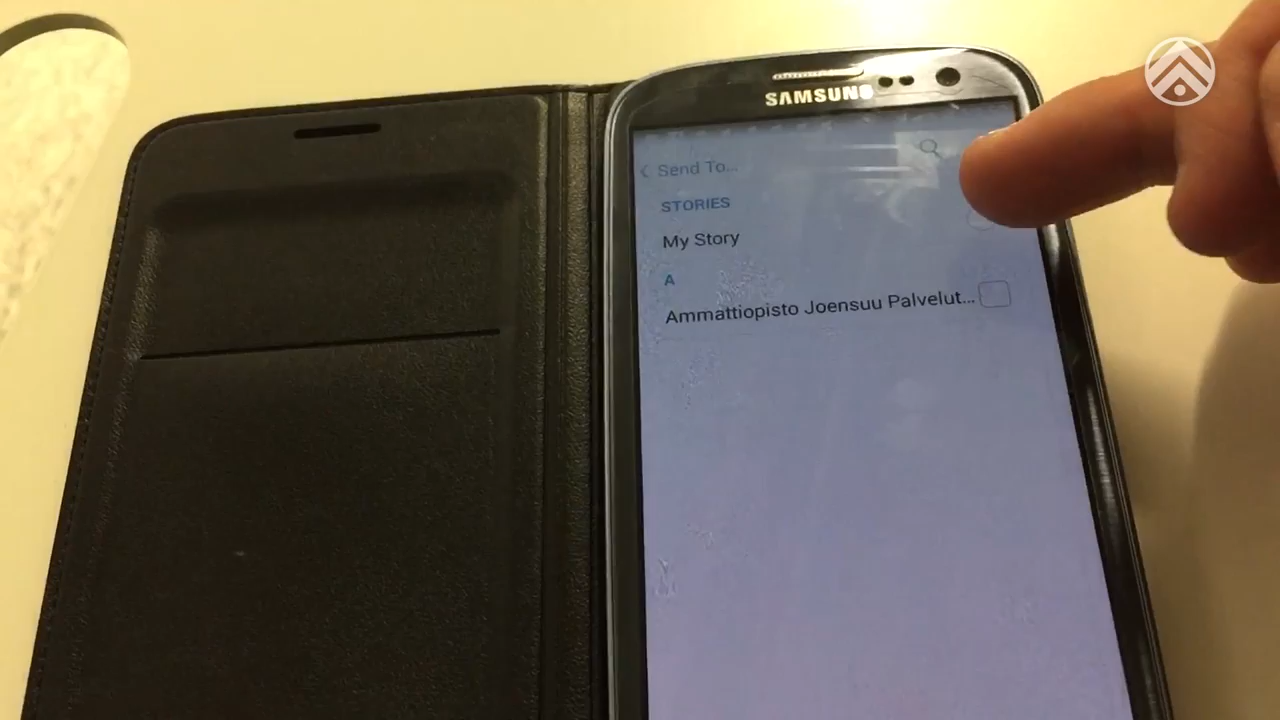 SAMSUNG
Send To...
STORIES
My Story
A
Ammattiopisto Joensuu Palvelut...